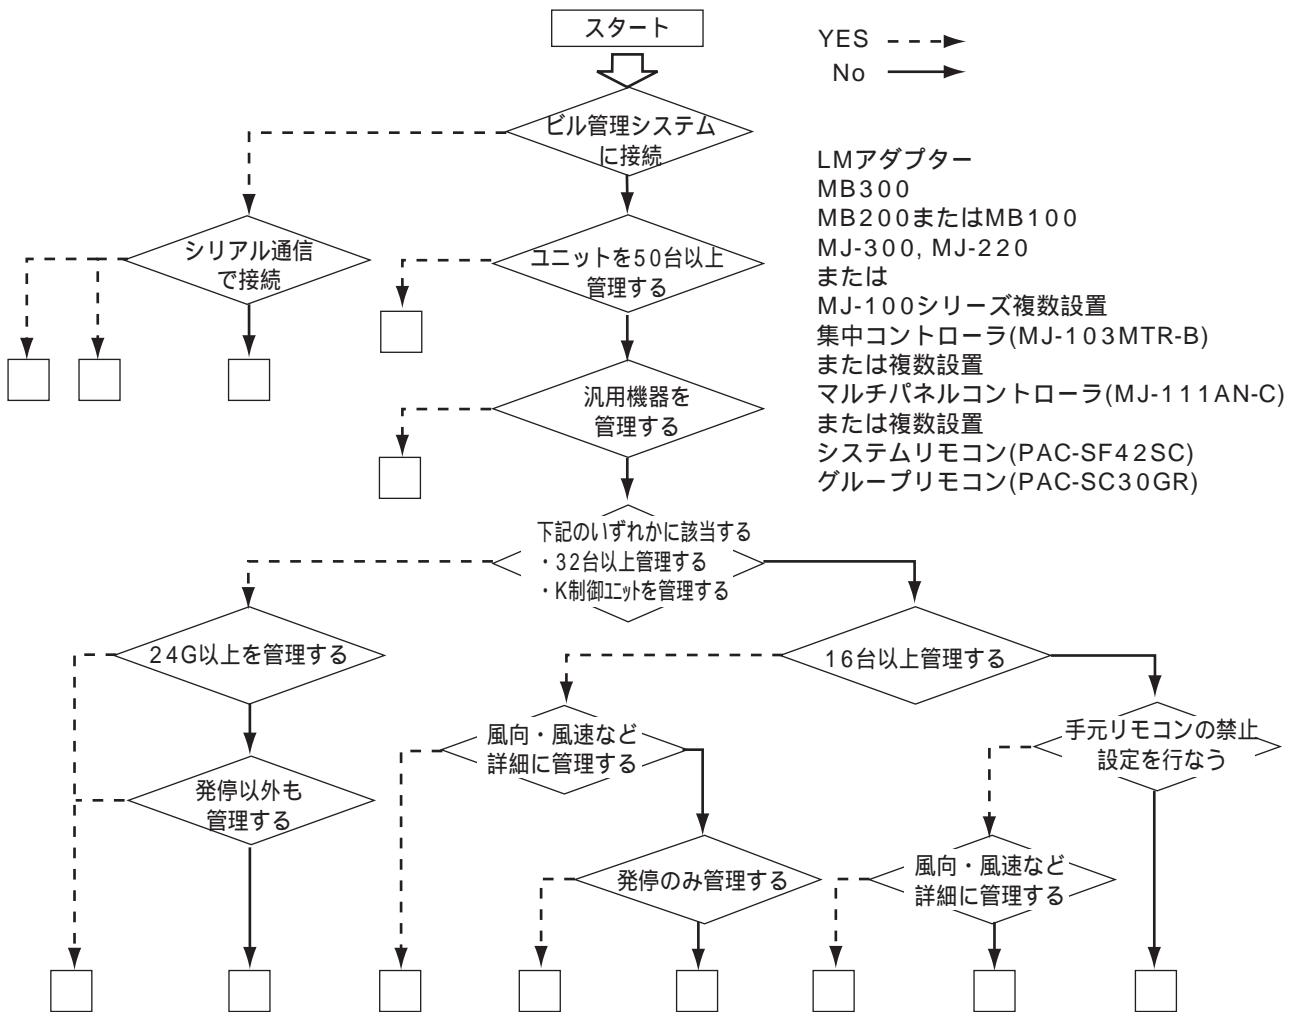 スタート
YES
No
ビル管理システム
に接続
LMアダプター
MB300
MB200またはMB100
MJ-300, MJ-220
または
MJ-100シリーズ複数設置
集中コントローラ(MJ-103MTR-B)
または複数設置
マルチパネルコントローラ(MJ-111AN-C)
または複数設置
システムリモコン(PAC-SF42SC)
グループリモコン(PAC-SC30GR)
シリアル通信
で接続
ユニットを50台以上
管理する
汎用機器を
管理する
下記のいずれかに該当する
・32台以上管理する
・K制御ユニットを管理する
24G以上を管理する
16台以上管理する
風向・風速など
詳細に管理する
手元リモコンの禁止
設定を行なう
発停以外も
管理する
発停のみ管理する
風向・風速など
詳細に管理する